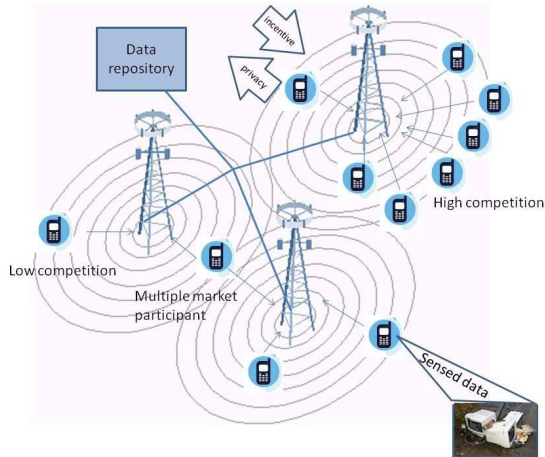 Data
repository
incentive
privacy
High competition
Low competition
Multiple market
participant
Sensed data